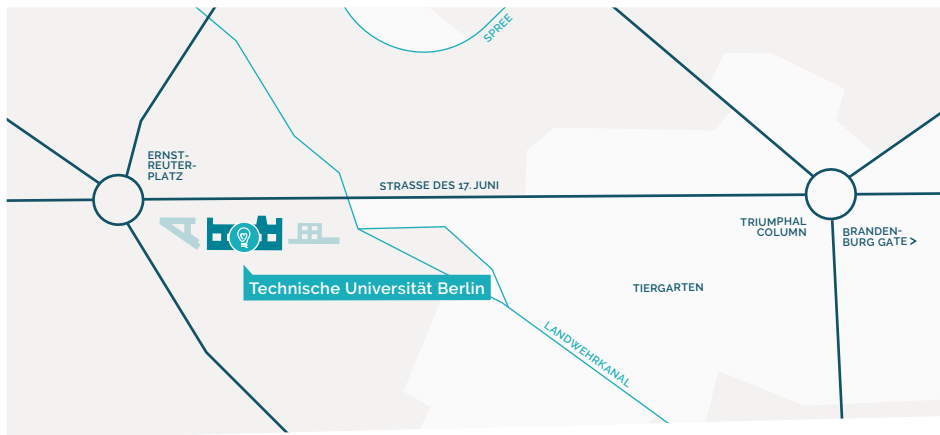 SPREE
ERNST-
REUTER-
PLATZ
STRASSE DES 17. JUNI
TRIUMPHAL
COLUMN
BRANDEN-
BURG GATE >
Technische Universität Berlin
TIERGARTEN
LANDWEHRKANAL